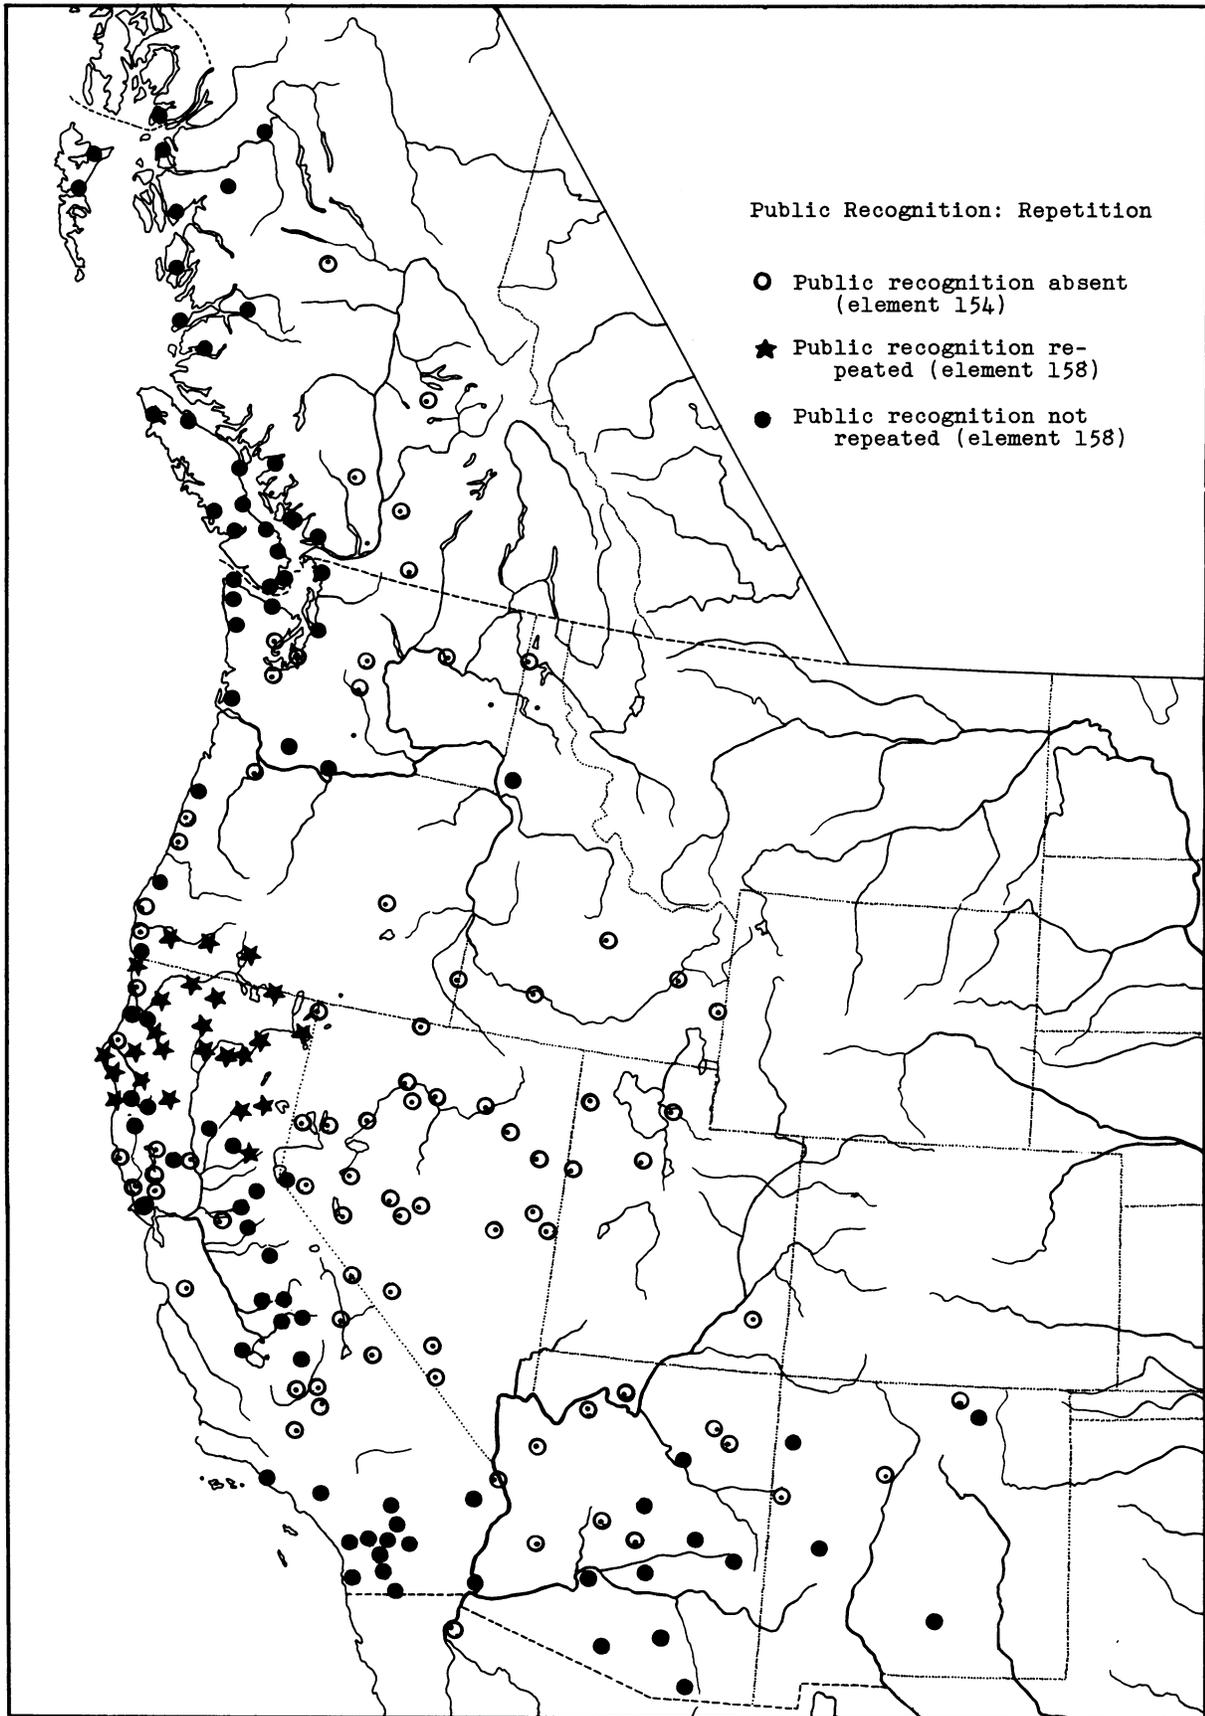 Public Recognition: Repetition
Public recognition absent
(element 154)
Public recognition re-
peated (element 158)
Public recognition not
repeated (element 158)